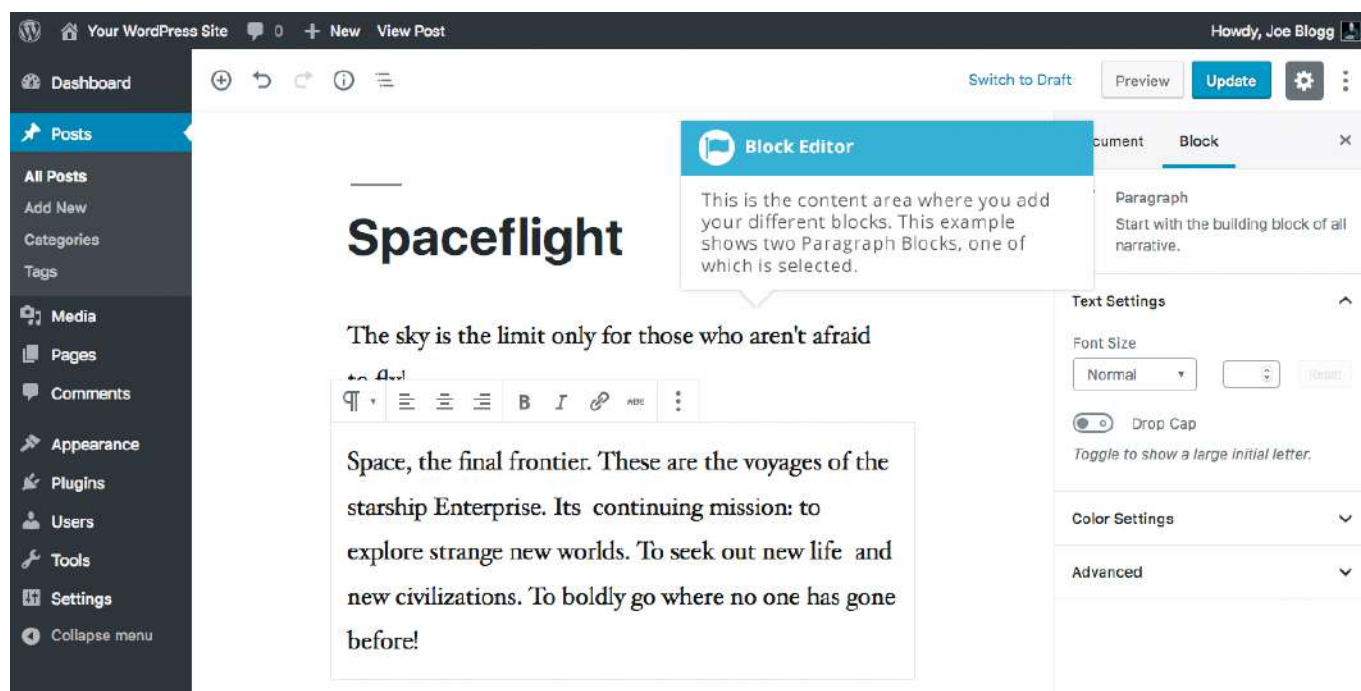 Your WordPress Site 0 New View Post Howdy, Joe Blogg
Dashboard
Posts
All Posts
Add New
Categories
Tags
Media
Pages
Comments
Appearance
Plugins
Users
Tools
Settings
Collapse menu
Switch to Draft Preview Update
Block Editor
This is the content area where you add
your different blocks. This example
shows two Paragraph Blocks, one of
which is selected.
Spaceflight
The sky is the limit only for those who aren't afraid
to fly!
B I ABC
Space, the final frontier. These are the voyages of the
starship Enterprise. Its continuing mission: to
explore strange new worlds. To seek out new life and
new civilizations. To boldly go where no one has gone
before!
cument Block
Paragraph
Start with the building block of all
narrative.
Text Settings
Font Size
Normal Reset
Drop Cap
Toggle to show a large initial letter.
Color Settings
Advanced